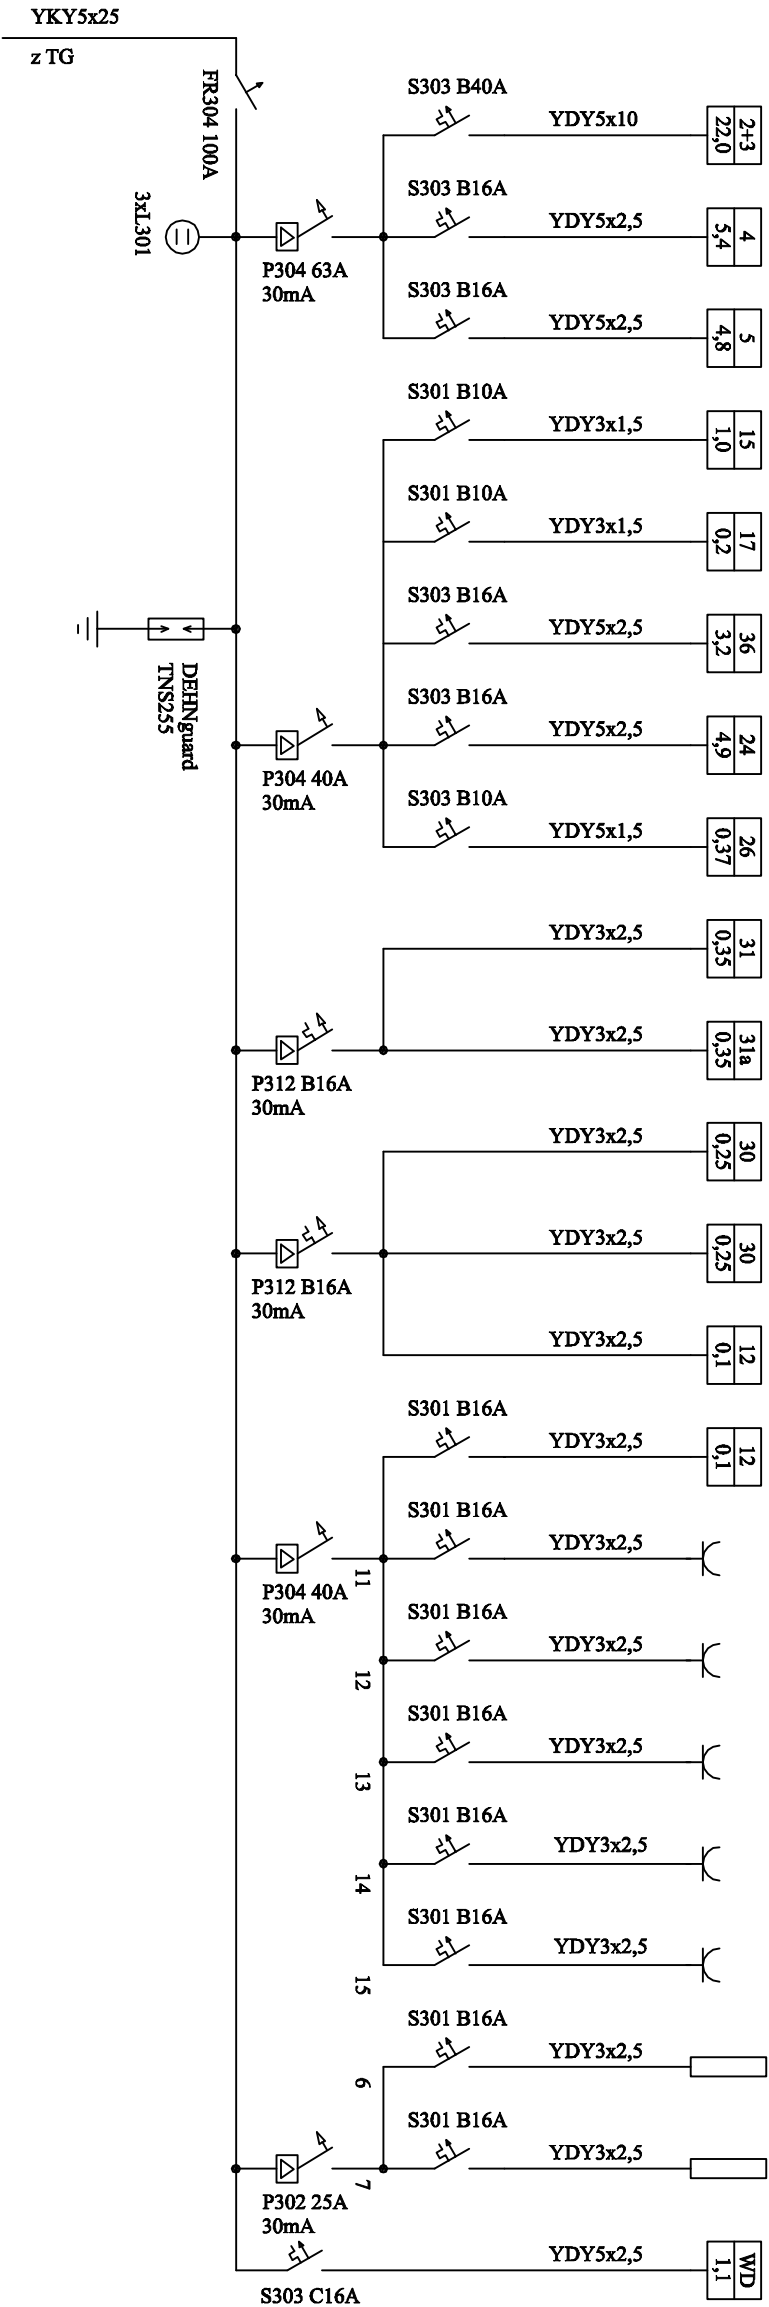 YKY5x25
z TG
FR304 100A
3xL301
P304 63A
30mA
S303 B40A
YDY5x10
2+3
22,0
S303 B16A
YDY5x2,5
4
5,4
S303 B16A
YDY5x2,5
5
4,8
S301 B10A
YDY3x1,5
15
1,0
S301 B10A
YDY3x1,5
17
0,2
S303 B16A
YDY5x2,5
36
3,2
DEHNguard
TNS255
P304 40A
30mA
S303 B16A
YDY5x2,5
24
4,9
S303 B10A
YDY5x1,5
26
0,37
YDY3x2,5
31
0,35
P312 B16A
30mA
YDY3x2,5
31a
0,35
YDY3x2,5
30
0,25
P312 B16A
30mA
YDY3x2,5
30
0,25
YDY3x2,5
12
0,1
S301 B16A
YDY3x2,5
12
0,1
P304 40A
30mA
11
S301 B16A
YDY3x2,5
12
S301 B16A
YDY3x2,5
13
S301 B16A
YDY3x2,5
14
S301 B16A
YDY3x2,5
15
S301 B16A
YDY3x2,5
6
S301 B16A
YDY3x2,5
P302 25A
30mA
7
S301 B16A
YDY3x2,5
S303 C16A
YDY5x2,5
WD
1,1